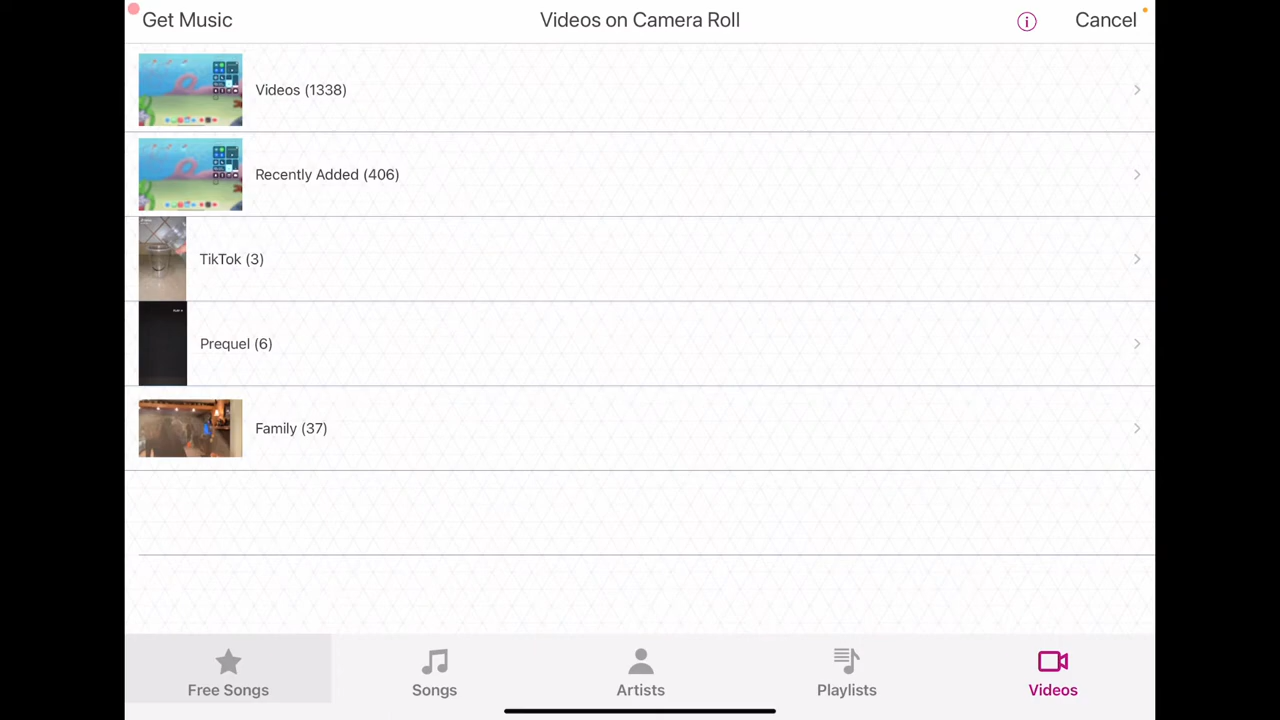 Get Music
Videos on Camera Roll
Cancel
Videos (1338)
Recently Added (406)
TikTok (3)
Prequel (6)
Family (37)
Free Songs
Songs
Artists
Playlists
Videos